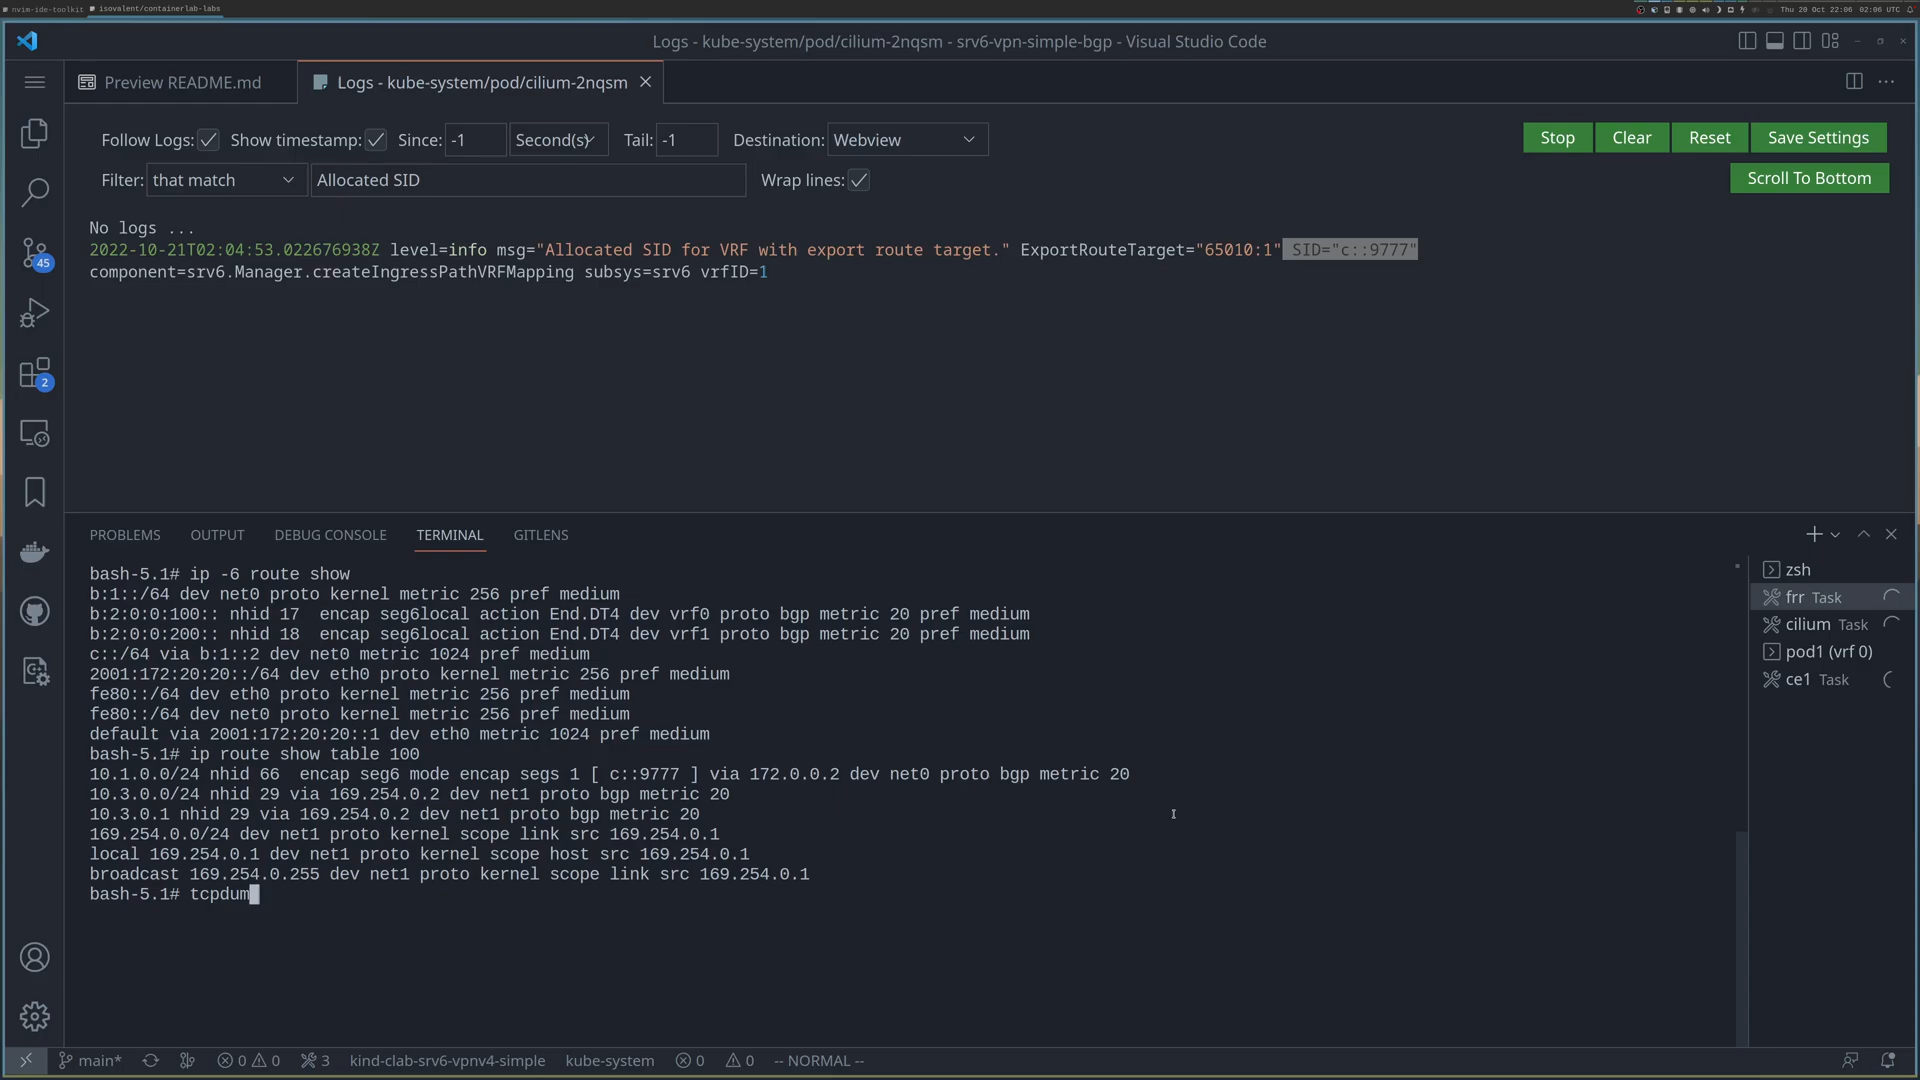 nvim-ide-toolkit isovalent/containerlab-labs
Thu 20 Oct 22:06 02:06 UTC
Logs - kube-system/pod/cilium-2nqsm - srv6-vpn-simple-bgp - Visual Studio Code
Preview README.md
Logs - kube-system/pod/cilium-2nqsm
Follow Logs: Show timestamp: Since: -1 Second(s) Tail: -1 Destination: Webview
Stop Clear Reset Save Settings
Filter: that match Allocated SID Wrap lines:
Scroll To Bottom
No logs ...
2022-10-21T02:04:53.022676938Z level=info msg="Allocated SID for VRF with export route target." ExportRouteTarget="65010:1" SID="c::9777"
component=srv6.Manager.createIngressPathVRFMapping subsys=srv6 vrfID=1
45
2
PROBLEMS OUTPUT DEBUG CONSOLE TERMINAL GITLENS
bash-5.1# ip -6 route show
b:1::/64 dev net0 proto kernel metric 256 pref medium
b:2:0:0:100:: nhid 17  encap seg6local action End.DT4 dev vrf0 proto bgp metric 20 pref medium
b:2:0:0:200:: nhid 18  encap seg6local action End.DT4 dev vrf1 proto bgp metric 20 pref medium
c::/64 via b:1::2 dev net0 metric 1024 pref medium
2001:172:20:20::/64 dev eth0 proto kernel metric 256 pref medium
fe80::/64 dev eth0 proto kernel metric 256 pref medium
fe80::/64 dev net0 proto kernel metric 256 pref medium
default via 2001:172:20:20::1 dev eth0 metric 1024 pref medium
bash-5.1# ip route show table 100
10.1.0.0/24 nhid 66  encap seg6 mode encap segs 1 [ c::9777 ] via 172.0.0.2 dev net0 proto bgp metric 20
10.3.0.0/24 nhid 29 via 169.254.0.2 dev net1 proto bgp metric 20
10.3.0.1 nhid 29 via 169.254.0.2 dev net1 proto bgp metric 20
169.254.0.0/24 dev net1 proto kernel scope link src 169.254.0.1
local 169.254.0.1 dev net1 proto kernel scope host src 169.254.0.1
broadcast 169.254.0.255 dev net1 proto kernel scope link src 169.254.0.1
bash-5.1# tcpdum
zsh
frr Task
cilium Task
pod1 (vrf 0)
ce1 Task
main* 0 0 3 kind-clab-srv6-vpnv4-simple kube-system 0 0 -- NORMAL --